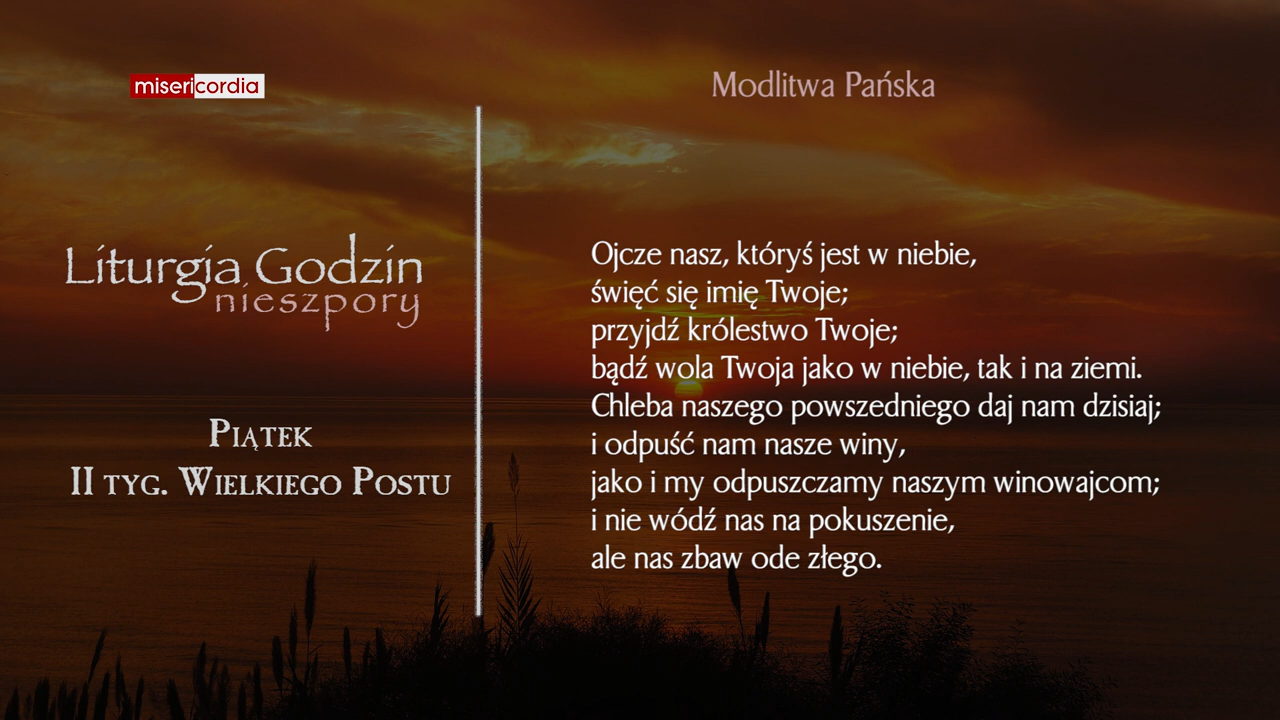 misericordia
Liturgia Godzin
nieszpory
Piątek
II tyg. Wielkiego Postu
Modlitwa Pańska
Ojcze nasz, któryś jest w niebie,
święć się imię Twoje;
przyjdź królestwo Twoje;
bądź wola Twoja jako w niebie, tak i na ziemi.
Chleba naszego powszedniego daj nam dzisiaj;
i odpuść nam nasze winy,
jako i my odpuszczamy naszym winowajcom;
i nie wódź nas na pokuszenie,
ale nas zbaw ode złego.